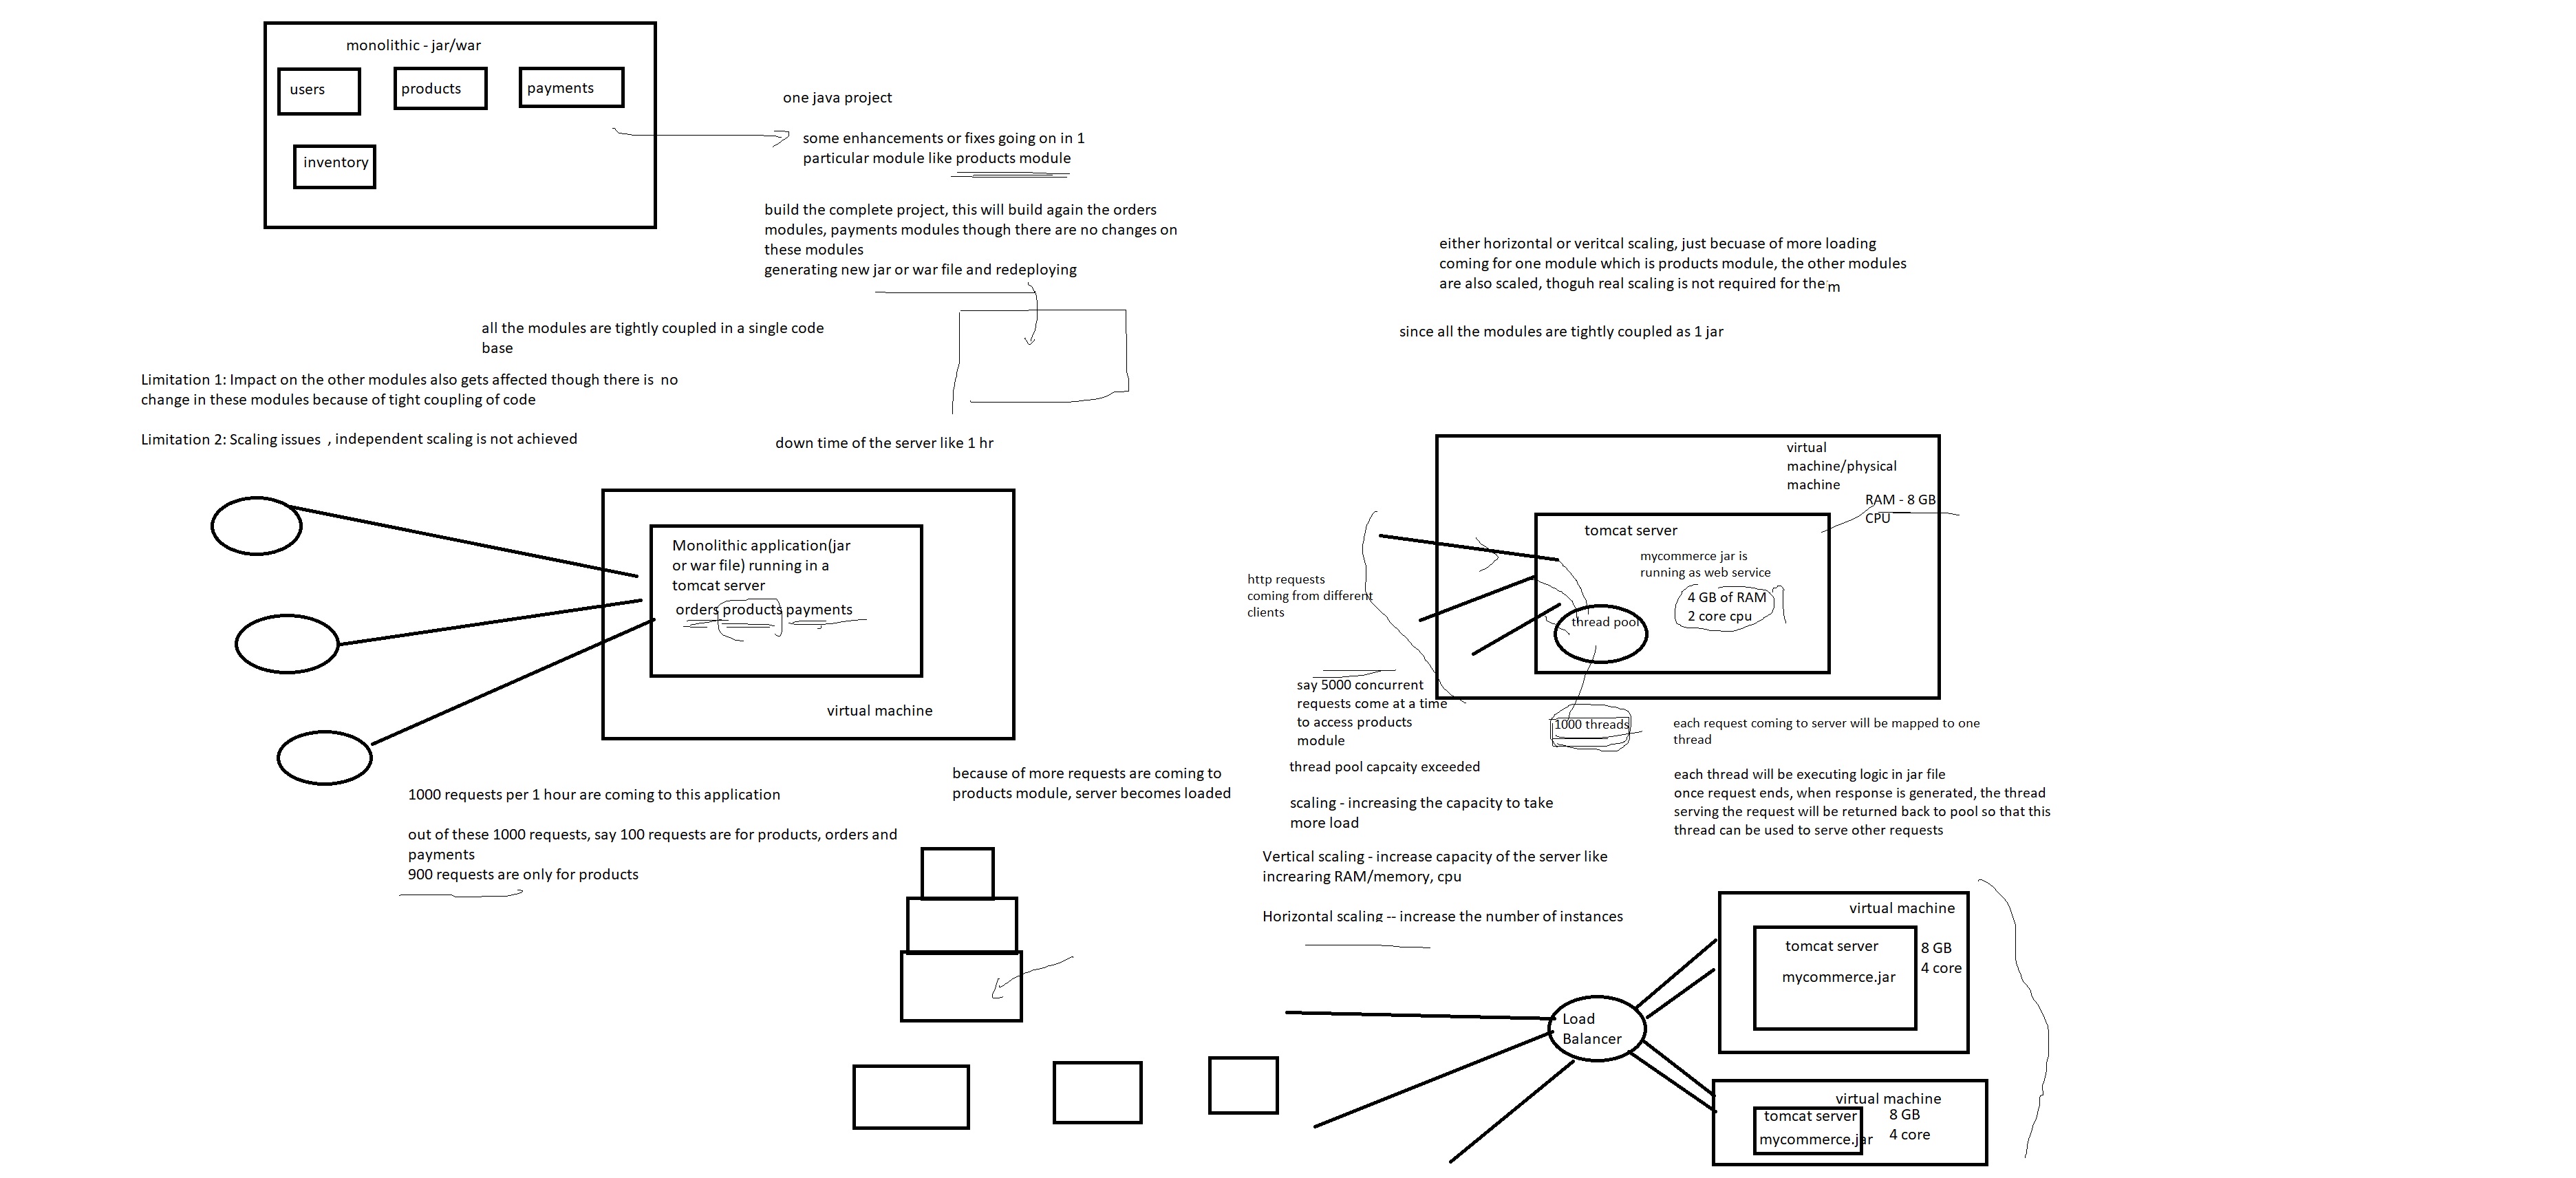 monolithic - jar/war
users
products
payments
inventory
one java project
some enhancements or fixes going on in 1
particular module like products module
build the complete project, this will build again the orders
modules, payments modules though there are no changes on
these modules
generating new jar or war file and redeploying
all the modules are tightly coupled in a single code
base
Limitation 1: Impact on the other modules also gets affected though there is  no
change in these modules because of tight coupling of code
Limitation 2: Scaling issues  , independent scaling is not achieved
down time of the server like 1 hr
Monolithic application(jar
or war file) running in a
tomcat server
orders products payments
virtual machine
1000 requests per 1 hour are coming to this application
out of these 1000 requests, say 100 requests are for products, orders and
payments
900 requests are only for products
because of more requests are coming to
products module, server becomes loaded
either horizontal or veritcal scaling, just becuase of more loading
coming for one module which is products module, the other modules
are also scaled, thoguh real scaling is not required for them
since all the modules are tightly coupled as 1 jar
virtual
machine/physical
machine
RAM - 8 GB
CPU
tomcat server
mycommerce jar is
running as web service
4 GB of RAM
2 core cpu
thread pool
http requests
coming from different
clients
say 5000 concurrent
requests come at a time
to access products
module
1000 threads
each request coming to server will be mapped to one
thread
thread pool capcaity exceeded
each thread will be executing logic in jar file
once request ends, when response is generated, the thread
serving the request will be returned back to pool so that this
thread can be used to serve other requests
scaling - increasing the capacity to take
more load
Vertical scaling - increase capacity of the server like
increaring RAM/memory, cpu
Horizontal scaling -- increase the number of instances
Load
Balancer
virtual machine
tomcat server
mycommerce.jar
8 GB
4 core
virtual machine
tomcat server
mycommerce.jar
8 GB
4 core